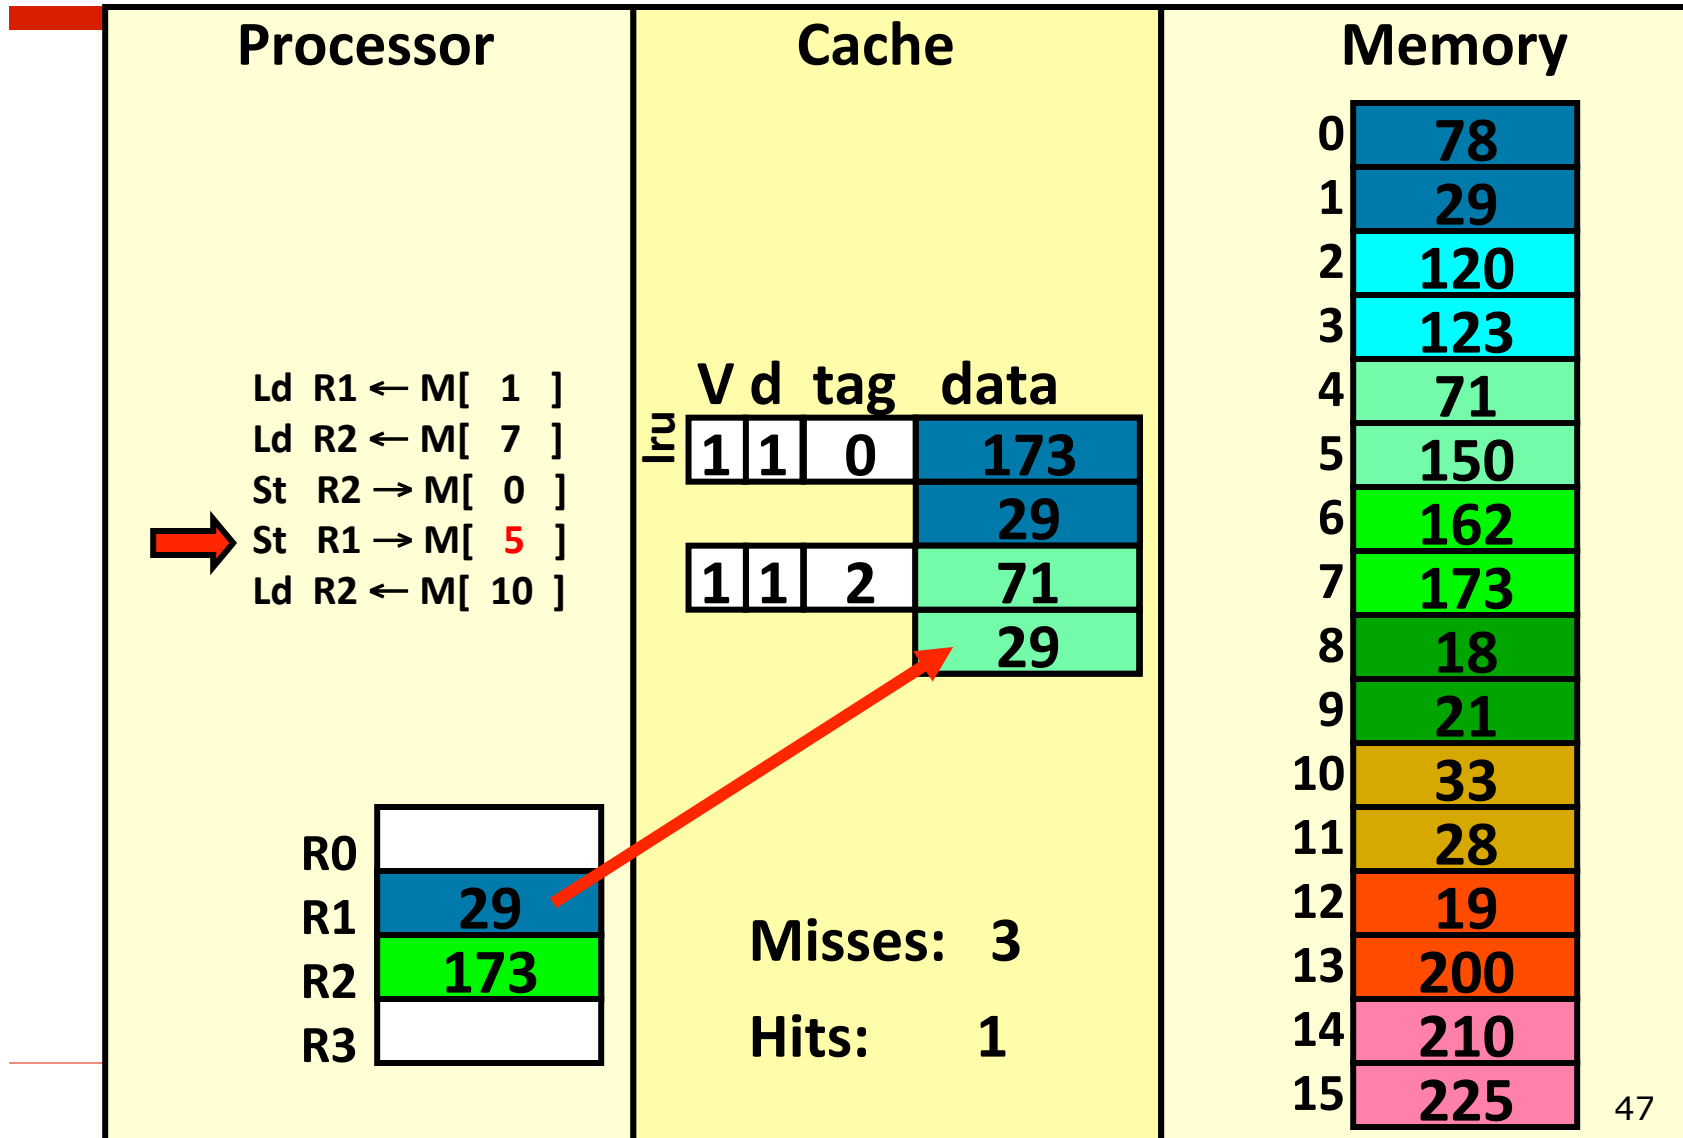 Processor
Ld R1 ← M[ 1 ]
Ld R2 ← M[ 7 ]
St R2 → M[ 0 ]
St R1 → M[ 5 ]
Ld R2 ← M[ 10 ]
R0
R1 29
R2 173
R3
Cache
V d tag data
lru
1 1 0 173
29
1 1 2 71
29
Misses: 3
Hits: 1
Memory
0 78
1 29
2 120
3 123
4 71
5 150
6 162
7 173
8 18
9 21
10 33
11 28
12 19
13 200
14 210
15 225
47